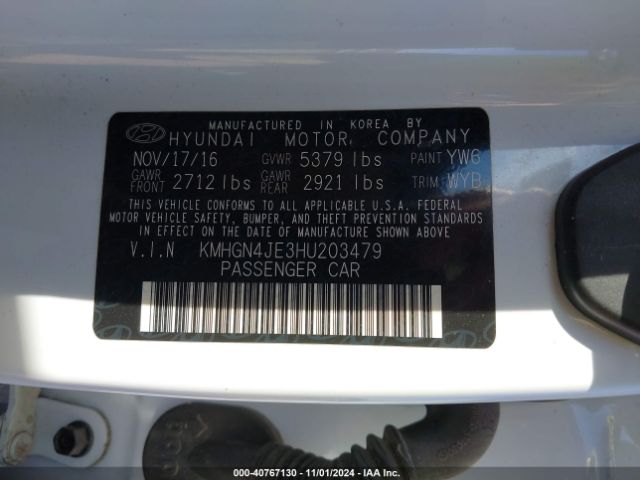 MANUFACTURED IN KOREA BY
HYUNDAI MOTOR COMPANY
NOV/17/16 GVWR 5379 lbs PAINT YW6
GAWR FRONT 2712 lbs GAWR REAR 2921 lbs TRIM WYB
THIS VEHICLE CONFORMS TO ALL APPLICABLE U.S.A. FEDERAL
MOTOR VEHICLE SAFETY, BUMPER, AND THEFT PREVENTION STANDARDS
IN EFFECT ON THE DATE OF MANUFACTURE SHOWN ABOVE.
V.I.N KMHGN4JE3HU203479
PASSENGER CAR
000-40767130 - 11/01/2024 - IAA Inc.